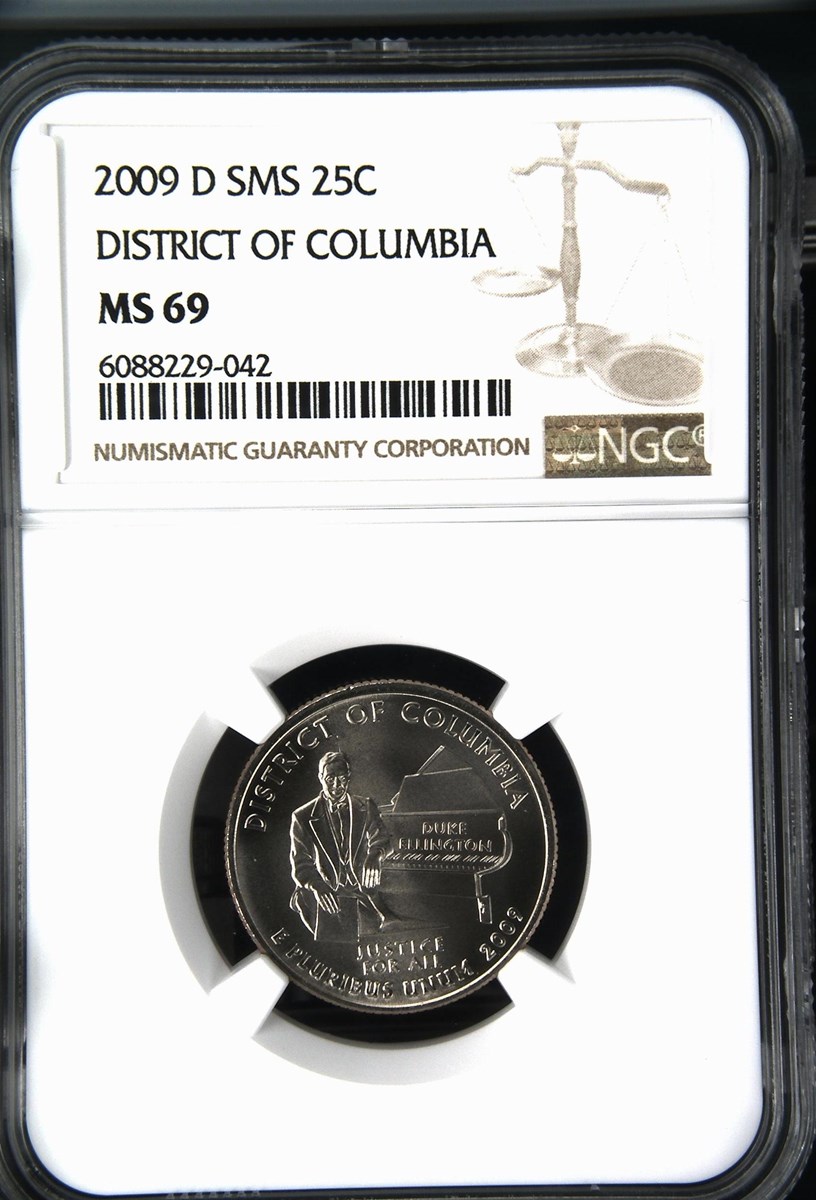 2009 D SMS 25C
DISTRICT OF COLUMBIA
MS 69
6088229-042
NUMISMATIC GUARANTY CORPORATION
NGC®
DISTRICT OF COLUMBIA
DUKE
ELLINGTON
JUSTICE
FOR ALL
E PLURIBUS UNUM 2009